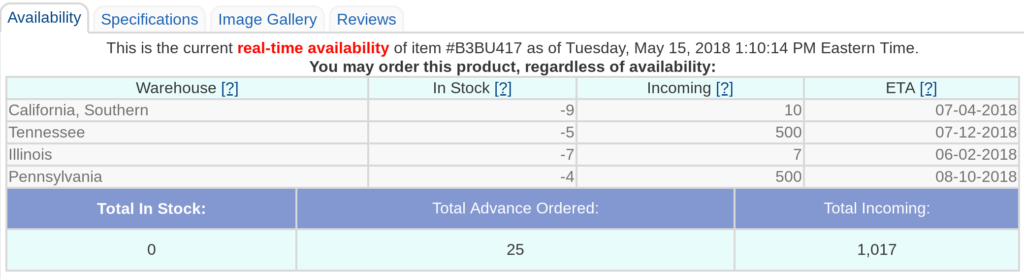 Availability Specifications Image Gallery Reviews
This is the current real-time availability of item #B3BU417 as of Tuesday, May 15, 2018 1:10:14 PM Eastern Time.
You may order this product, regardless of availability:
Warehouse [?] In Stock [?] Incoming [?] ETA [?]
California, Southern -9 10 07-04-2018
Tennessee -5 500 07-12-2018
Illinois -7 7 06-02-2018
Pennsylvania -4 500 08-10-2018
Total In Stock: Total Advance Ordered: Total Incoming:
0 25 1,017